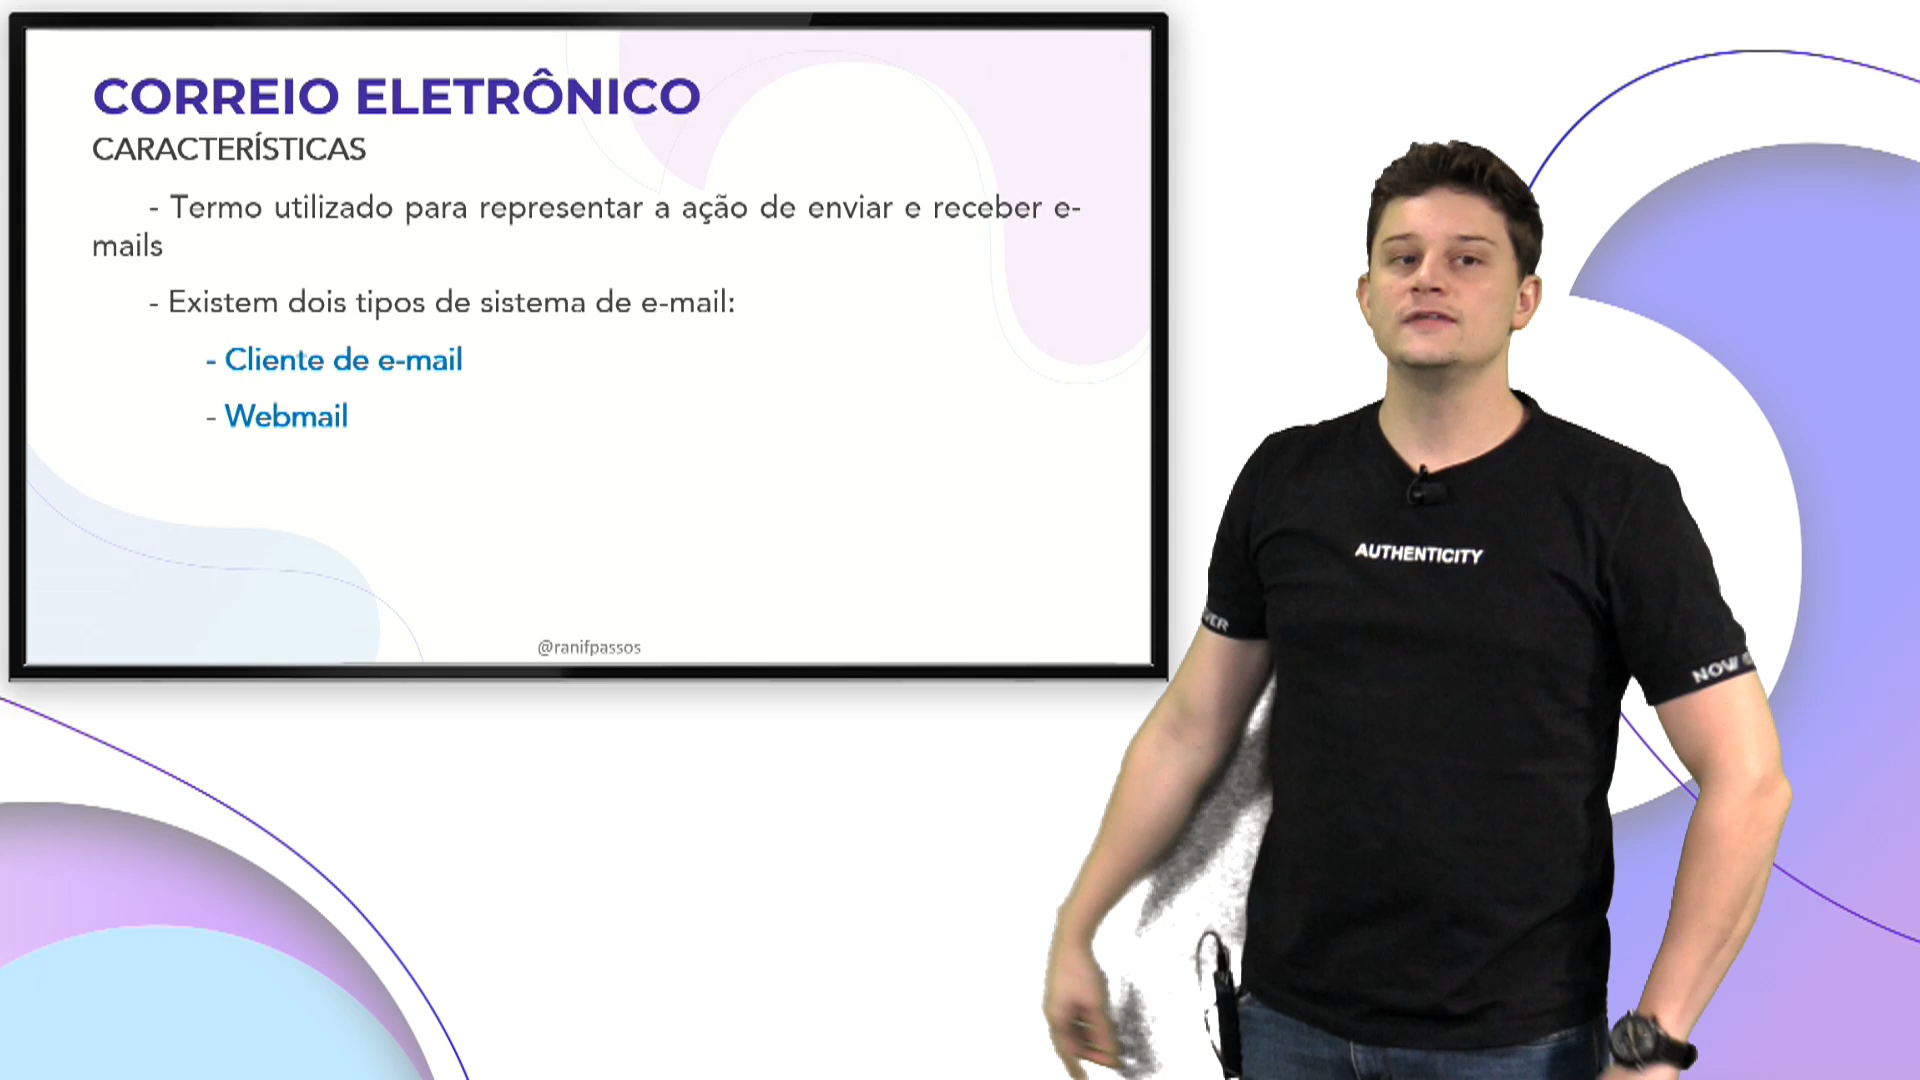 CORREIO ELETRÔNICO
CARACTERÍSTICAS
- Termo utilizado para representar a ação de enviar e receber e-
mails
- Existem dois tipos de sistema de e-mail:
- Cliente de e-mail
- Webmail
@ranifpassos
AUTHENTICITY
NOW